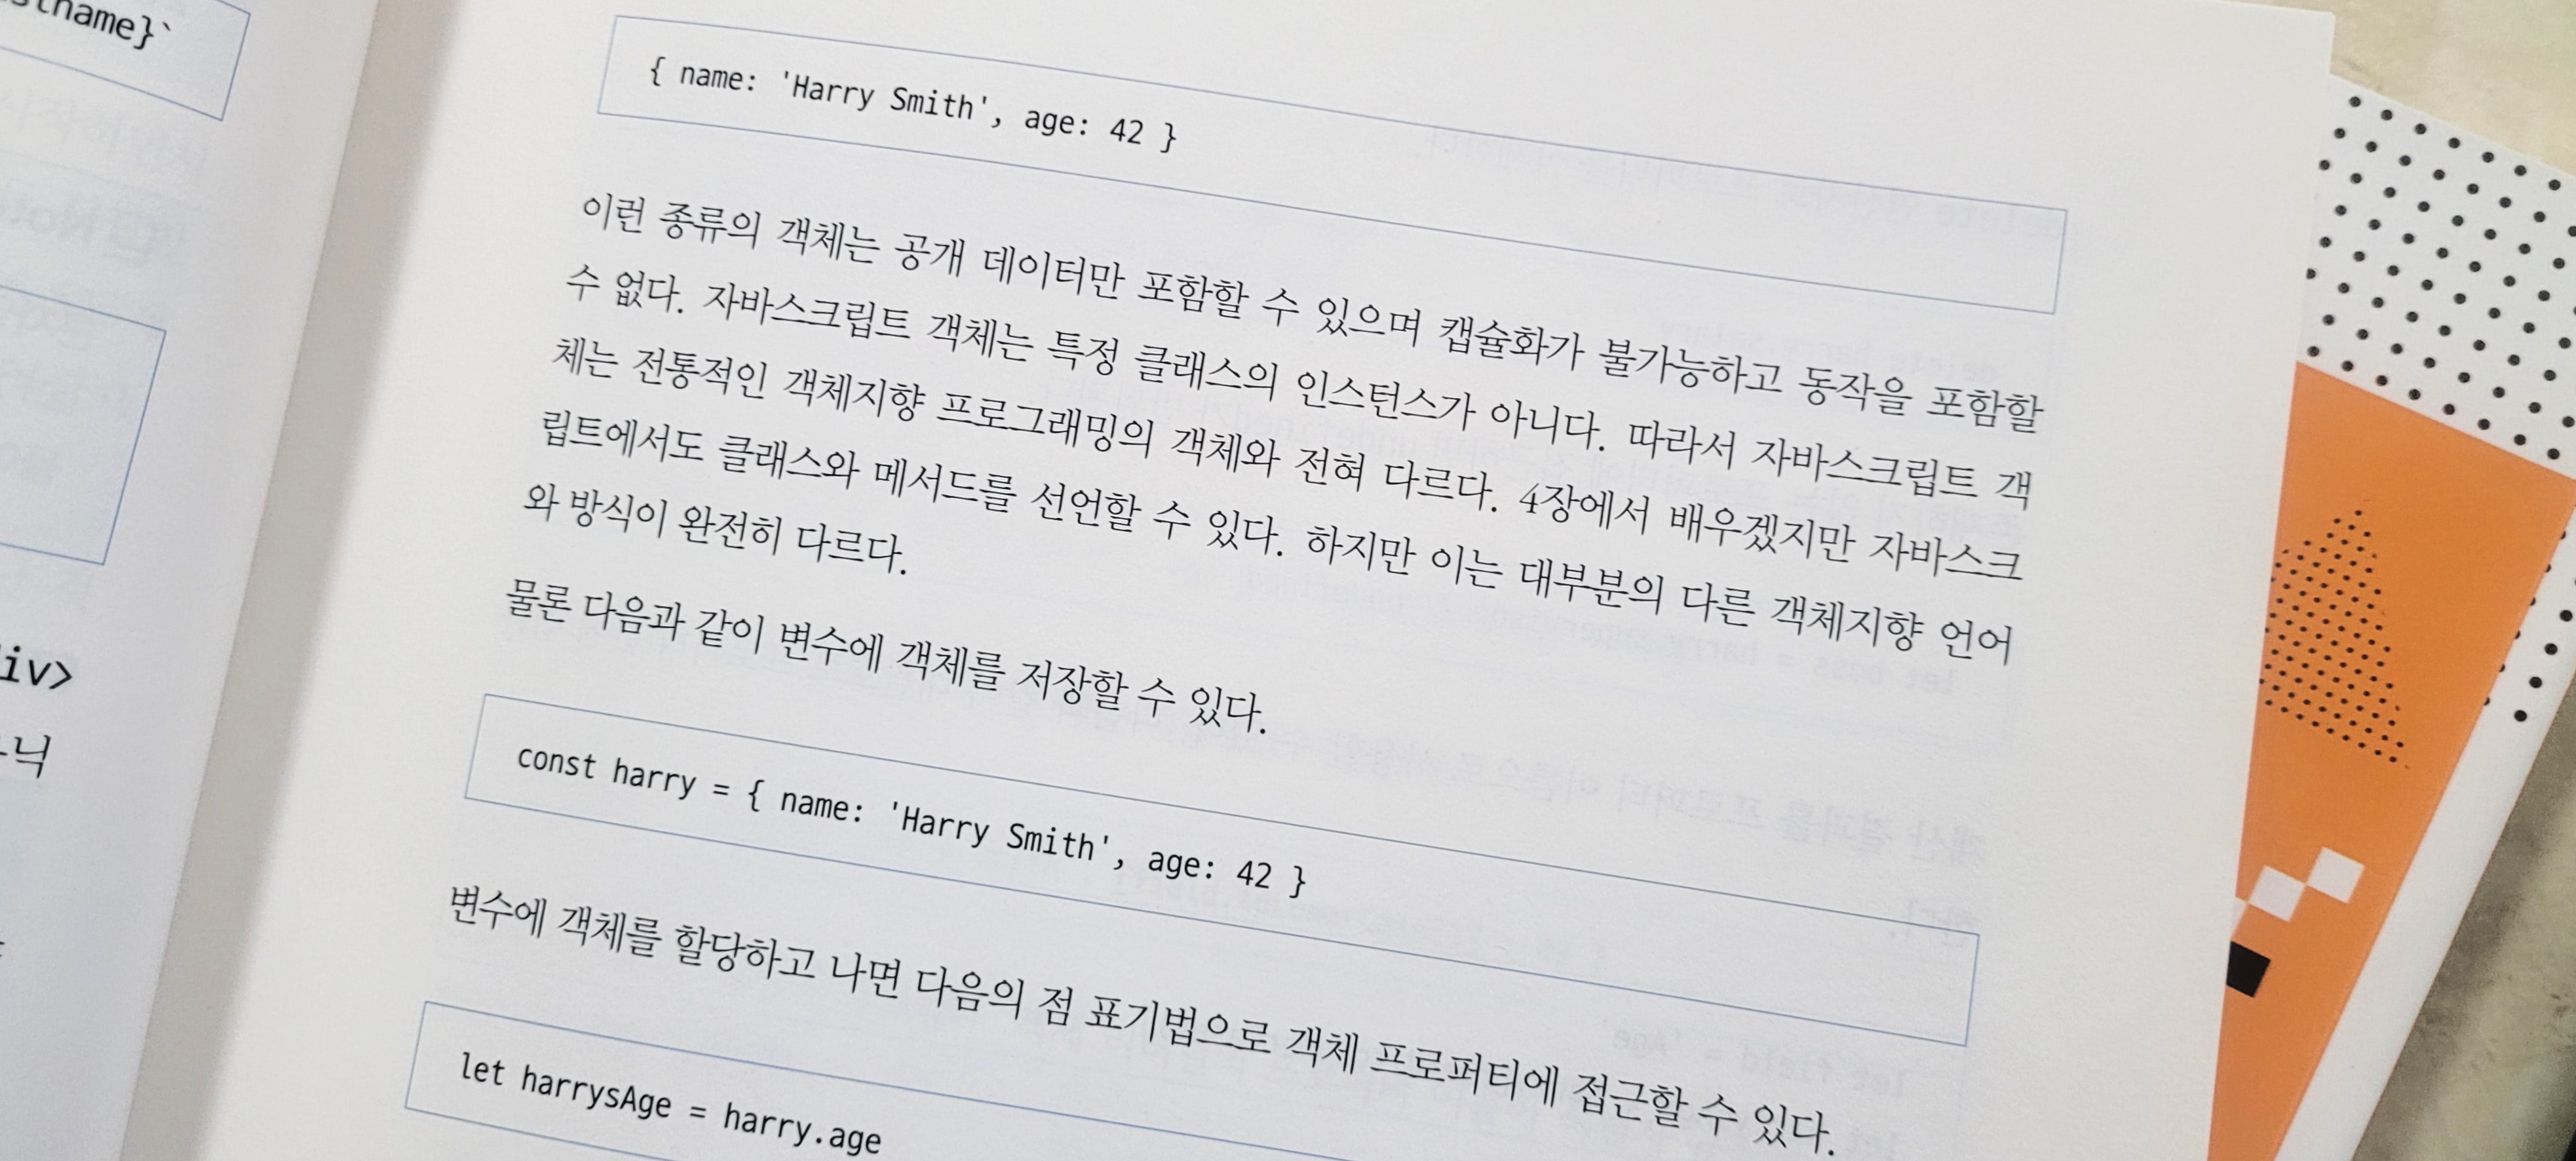 stname}`
iv>
닉
{ name: 'Harry Smith', age: 42 }
이런 종류의 객체는 공개 데이터만 포함할 수 있으며 캡슐화가 불가능하고 동작을 포함할
수 없다. 자바스크립트 객체는 특정 클래스의 인스턴스가 아니다. 따라서 자바스크립트 객
체는 전통적인 객체지향 프로그래밍의 객체와 전혀 다르다. 4장에서 배우겠지만 자바스크
립트에서도 클래스와 메서드를 선언할 수 있다. 하지만 이는 대부분의 다른 객체지향 언어
와 방식이 완전히 다르다.
물론 다음과 같이 변수에 객체를 저장할 수 있다.
const harry = { name: 'Harry Smith', age: 42 }
변수에 객체를 할당하고 나면 다음의 점 표기법으로 객체 프로퍼티에 접근할 수 있다.
let harrysAge = harry.age